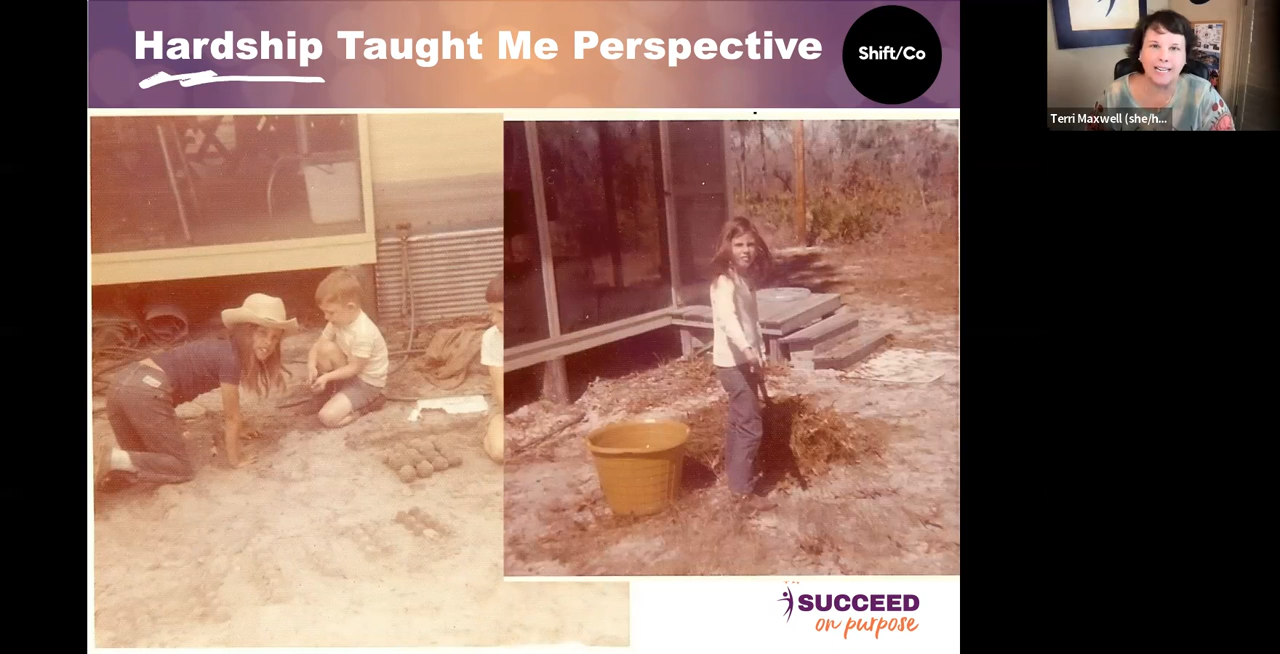 Hardship Taught Me Perspective
Shift/Co
Terri Maxwell (she/h...
SUCCEED
on purpose